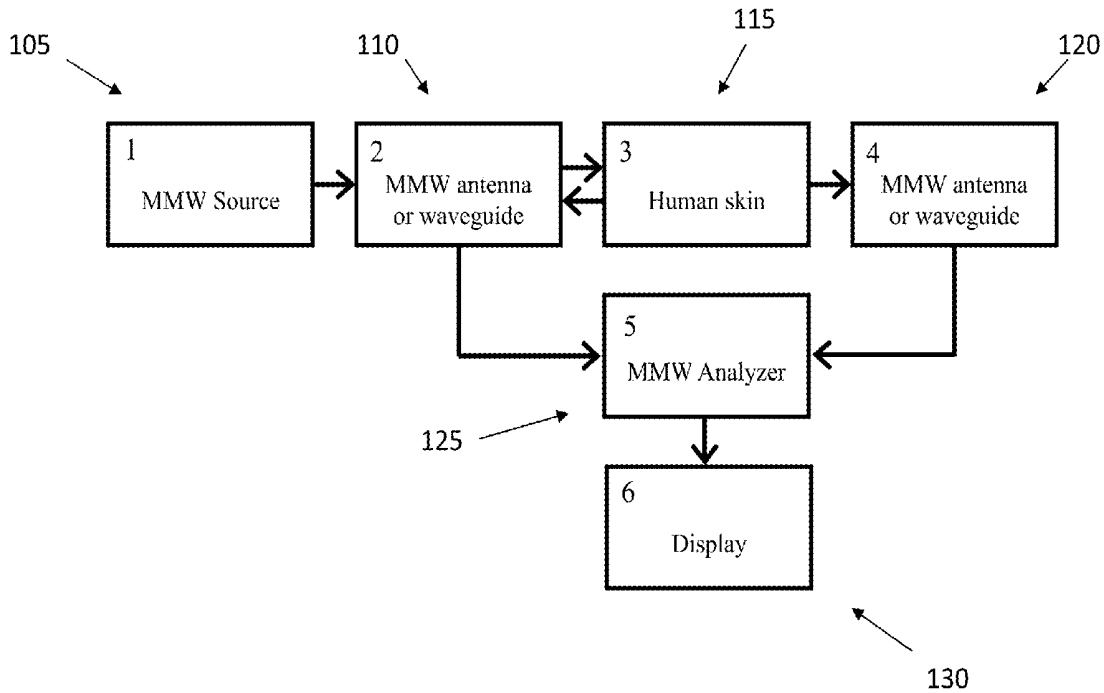 105
110
115
120
1
MMW Source
2
MMW antenna
or waveguide
3
Human skin
4
MMW antenna
or waveguide
5
MMW Analyzer
125
6
Display
130